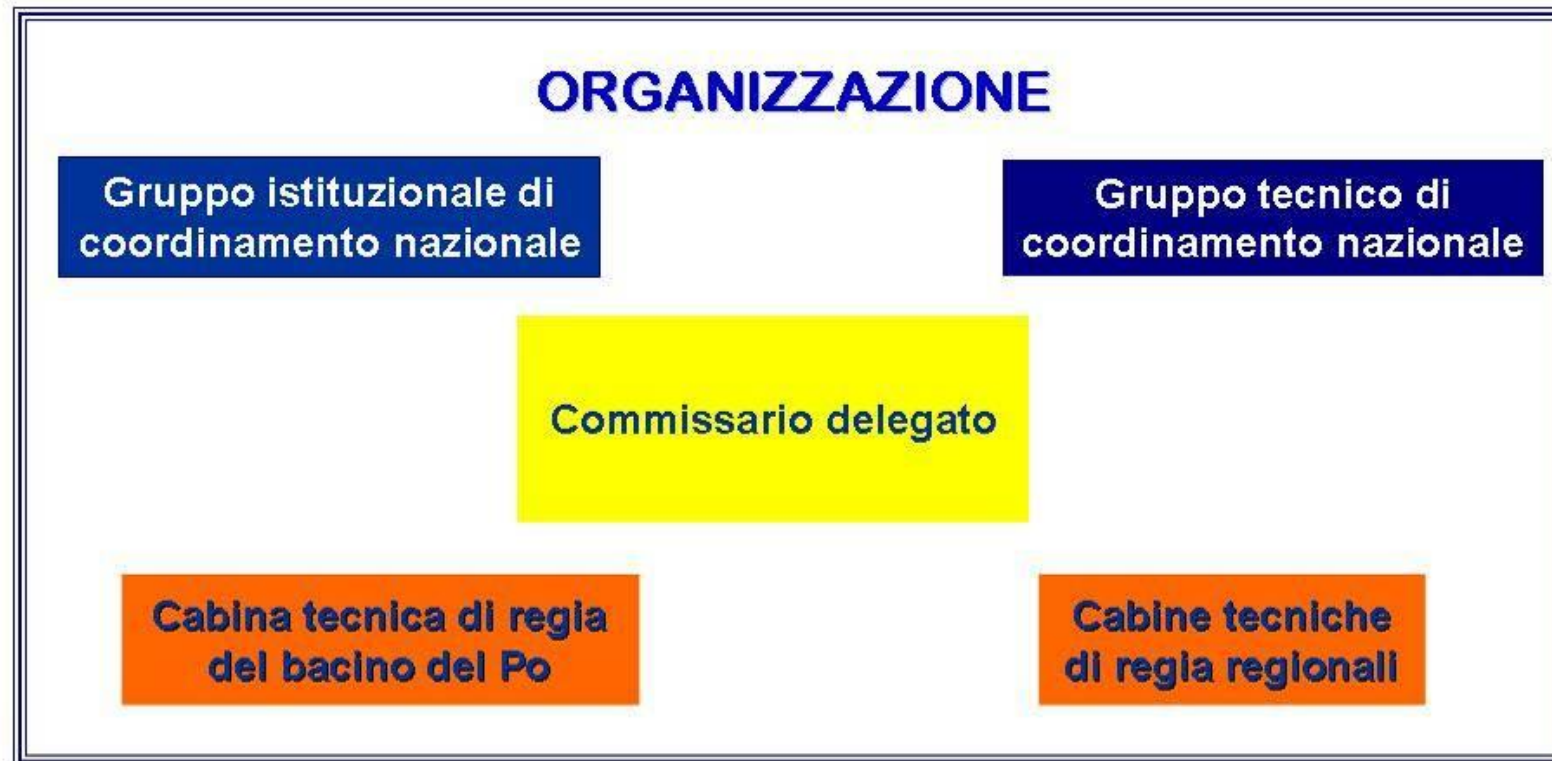 ORGANIZZAZIONE
Gruppo istituzionale di
coordinamento nazionale
Gruppo tecnico di
coordinamento nazionale
Commissario delegato
Cabina tecnica di regia
del bacino del Po
Cabine tecniche
di regia regionali